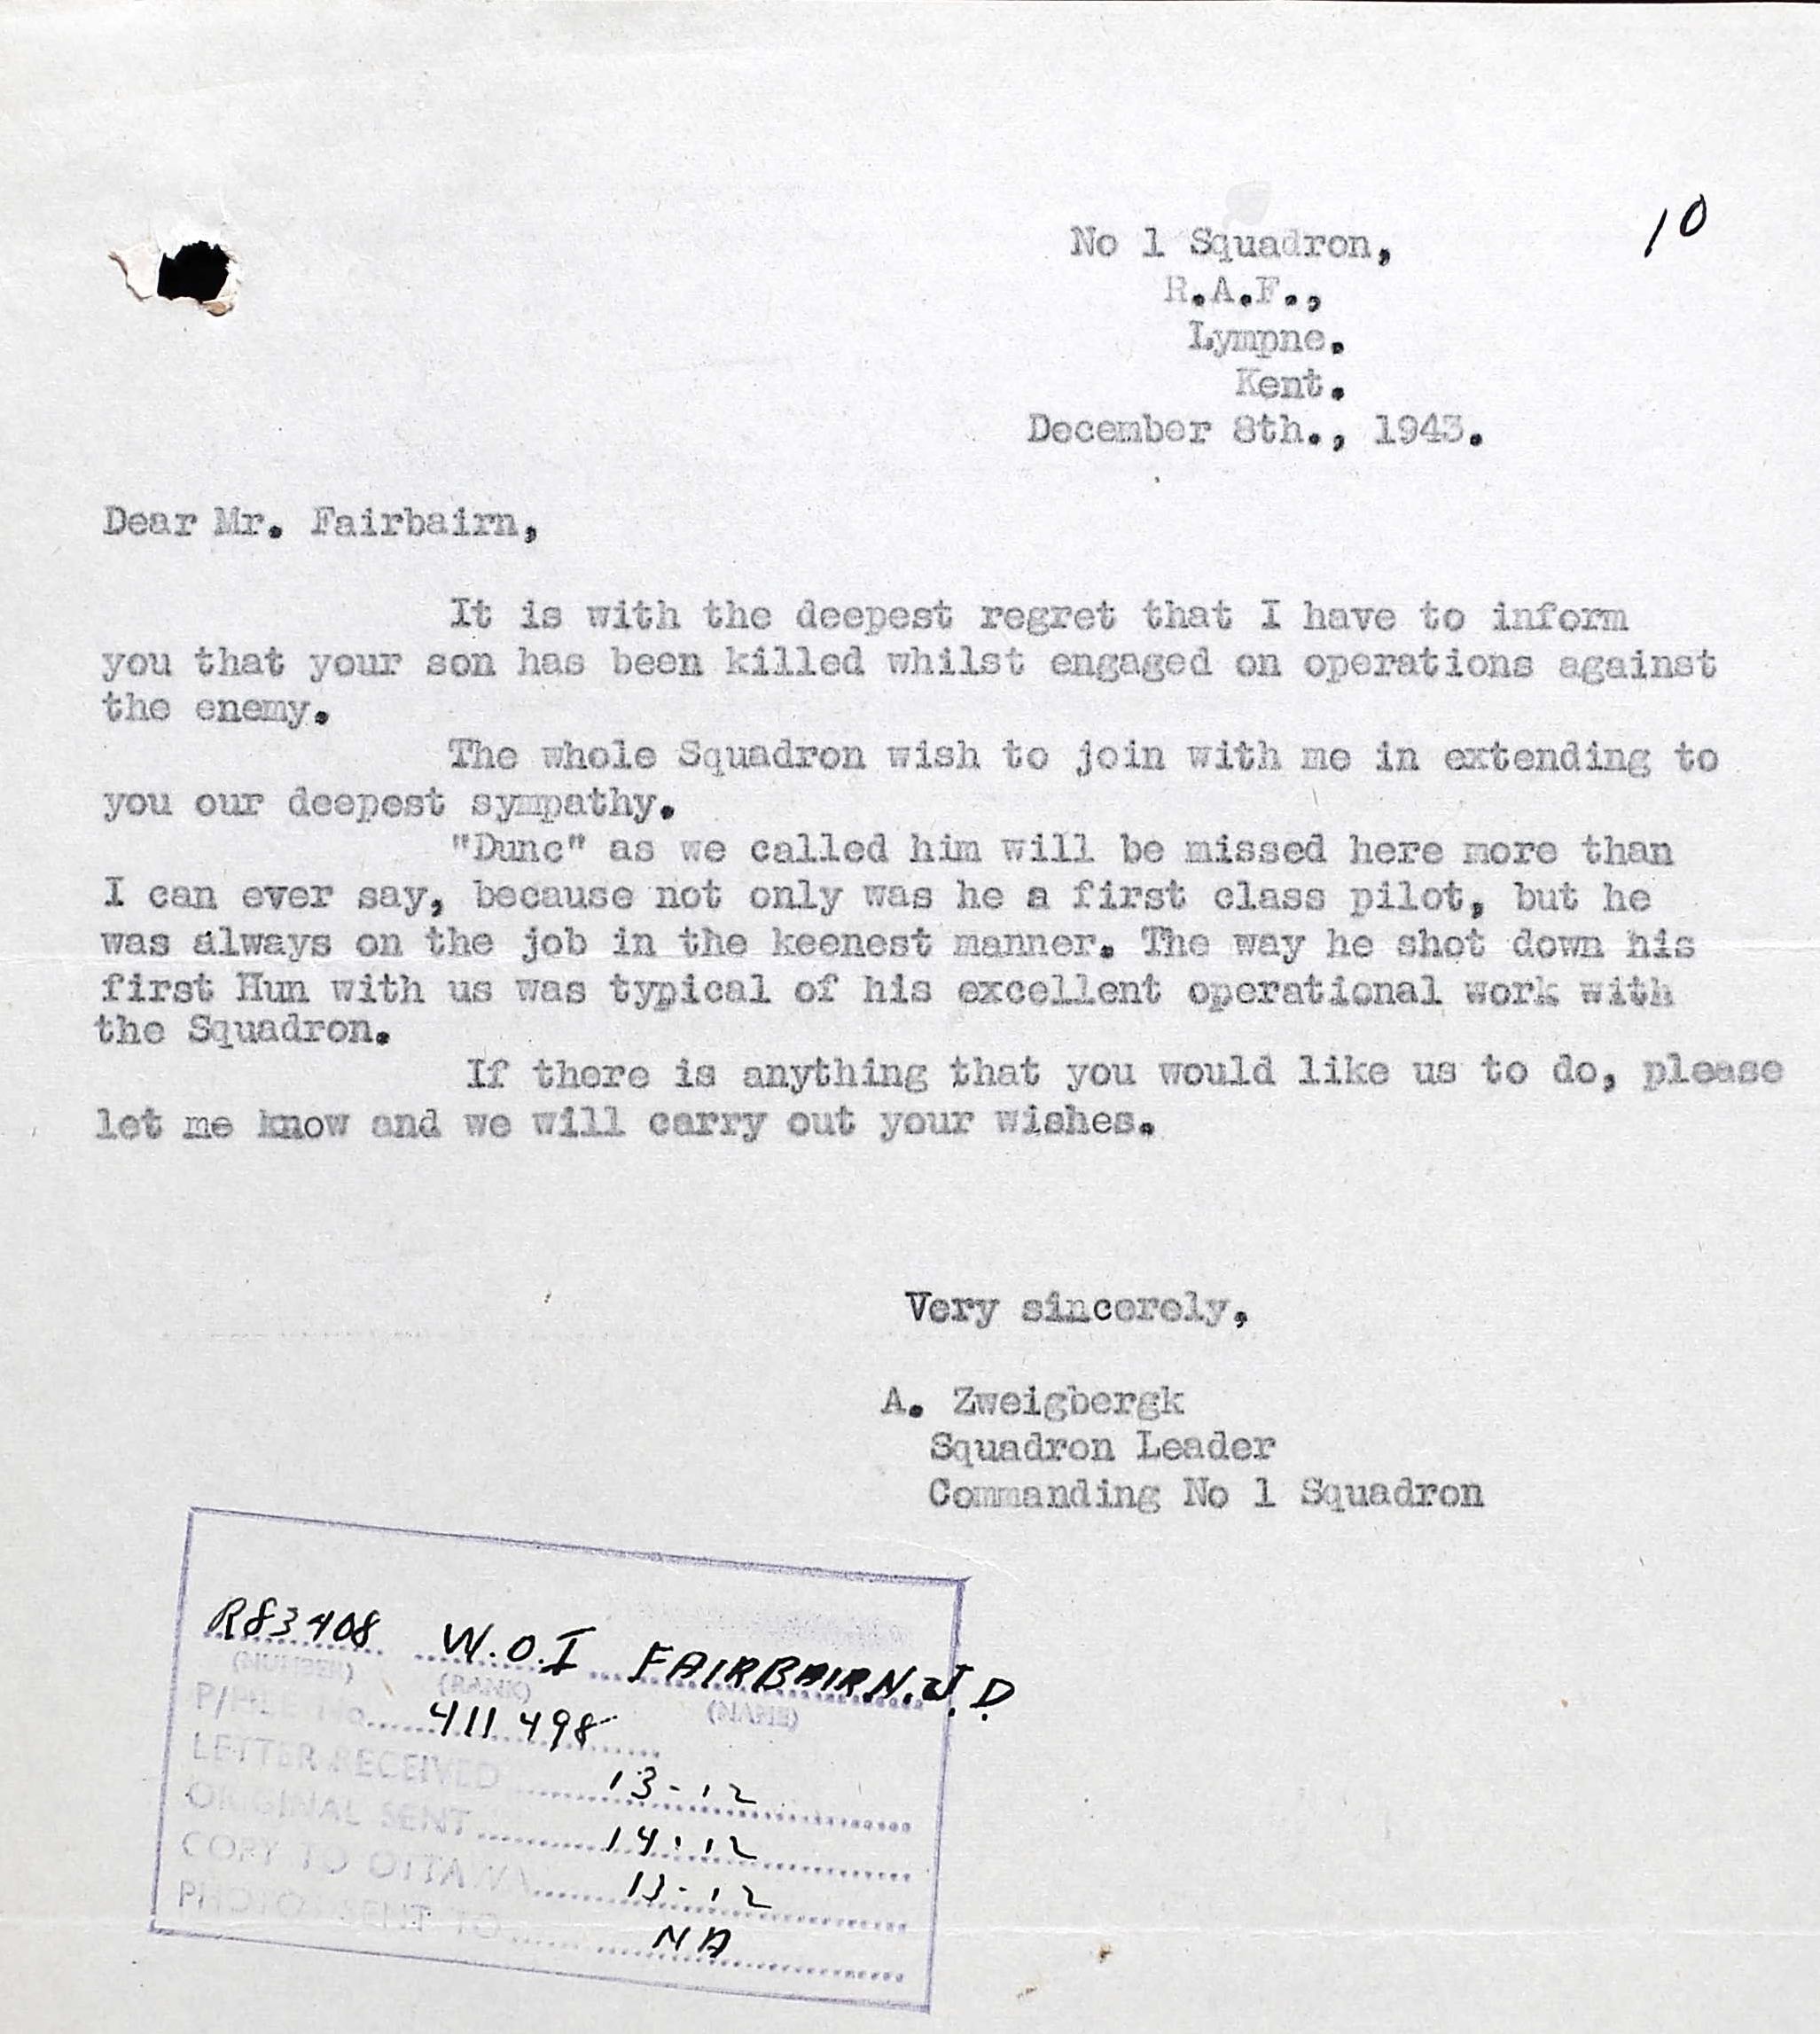 10
No 1 Squadron,
R.A.F.,
Lympne.
Kent.
December 8th., 1943.
Dear Mr. Fairbairn,
It is with the deepest regret that I have to inform
you that your son has been killed whilst engaged on operations against
the enemy.
The whole Squadron wish to join with me in extending to
you our deepest sympathy.
"Dunc" as we called him will be missed here more than
I can ever say, because not only was he a first class pilot, but he
was always on the job in the keenest manner. The way he shot down his
first Hun with us was typical of his excellent operational work with
the Squadron.
If there is anything that you would like us to do, please
let me know and we will carry out your wishes.
Very sincerely,
A. Zweigbergk
Squadron Leader
Commanding No 1 Squadron
R83408 W.O.I FAIRBAIRN. J.D.
(NUMBER) (RANK) (NAME)
No. 411498
LETTER RECEIVED 13-12
ORIGINAL SENT 14-12
COPY TO OTTAWA 13-12
PHOTO SENT TO NA